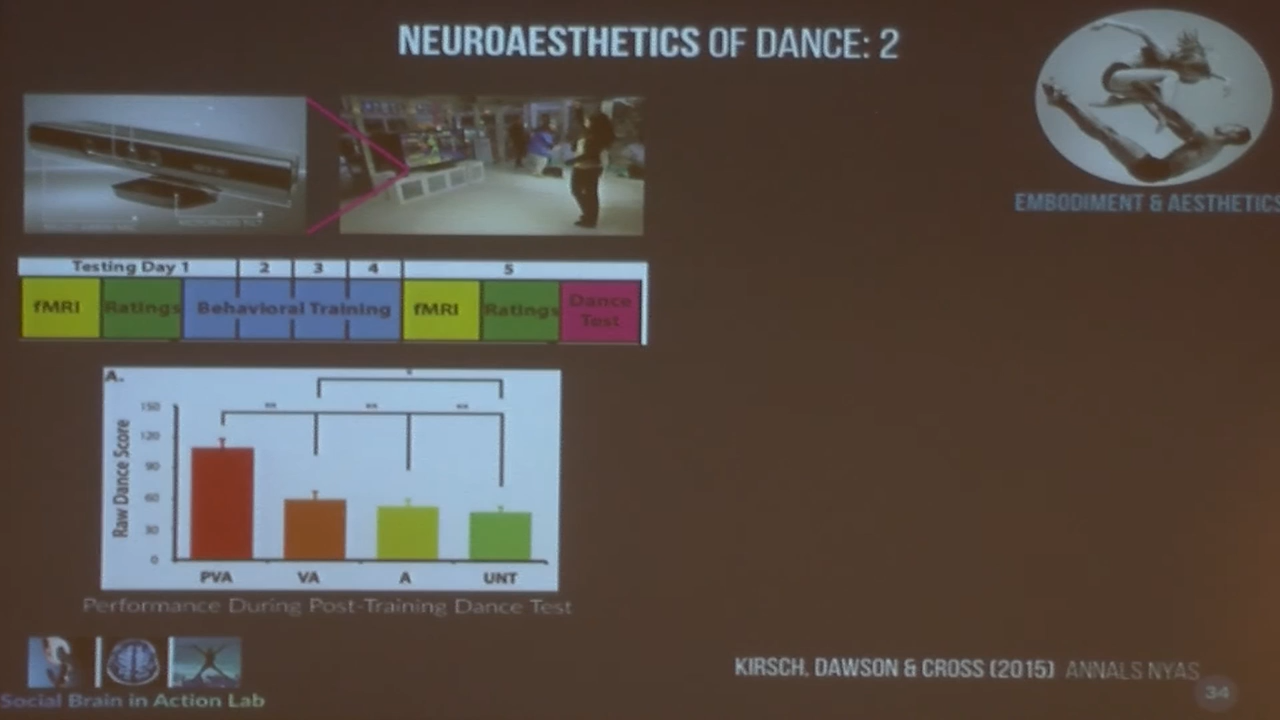 NEUROAESTHETICS OF DANCE: 2
EMBODIMENT & AESTHETICS
Testing Day 1 2 3 4 5
fMRI Ratings Behavioral Training fMRI Ratings Dance Test
A.
*
** ** **
Raw Dance Score
150
120
90
60
30
0
PVA VA A UNT
Performance During Post-Training Dance Test
Social Brain in Action Lab
KIRSCH, DAWSON & CROSS (2015) ANNALS NYAS
34